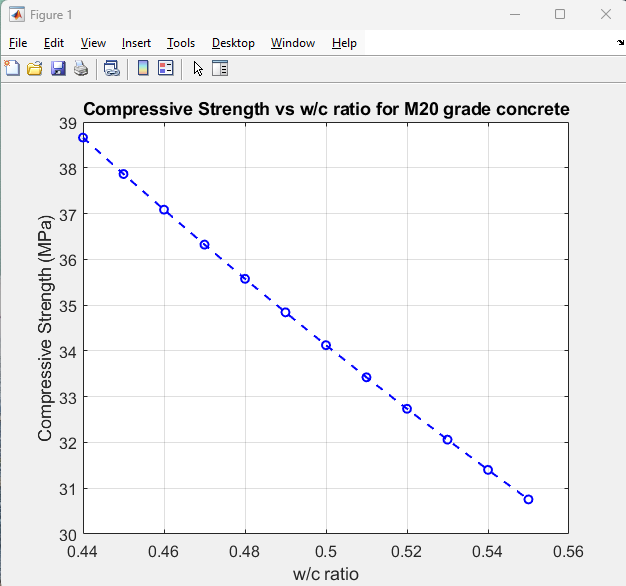 Figure 1
File Edit View Insert Tools Desktop Window Help
Compressive Strength vs w/c ratio for M20 grade concrete
39
38
37
36
35
34
33
32
31
30
Compressive Strength (MPa)
0.44 0.46 0.48 0.5 0.52 0.54 0.56
w/c ratio